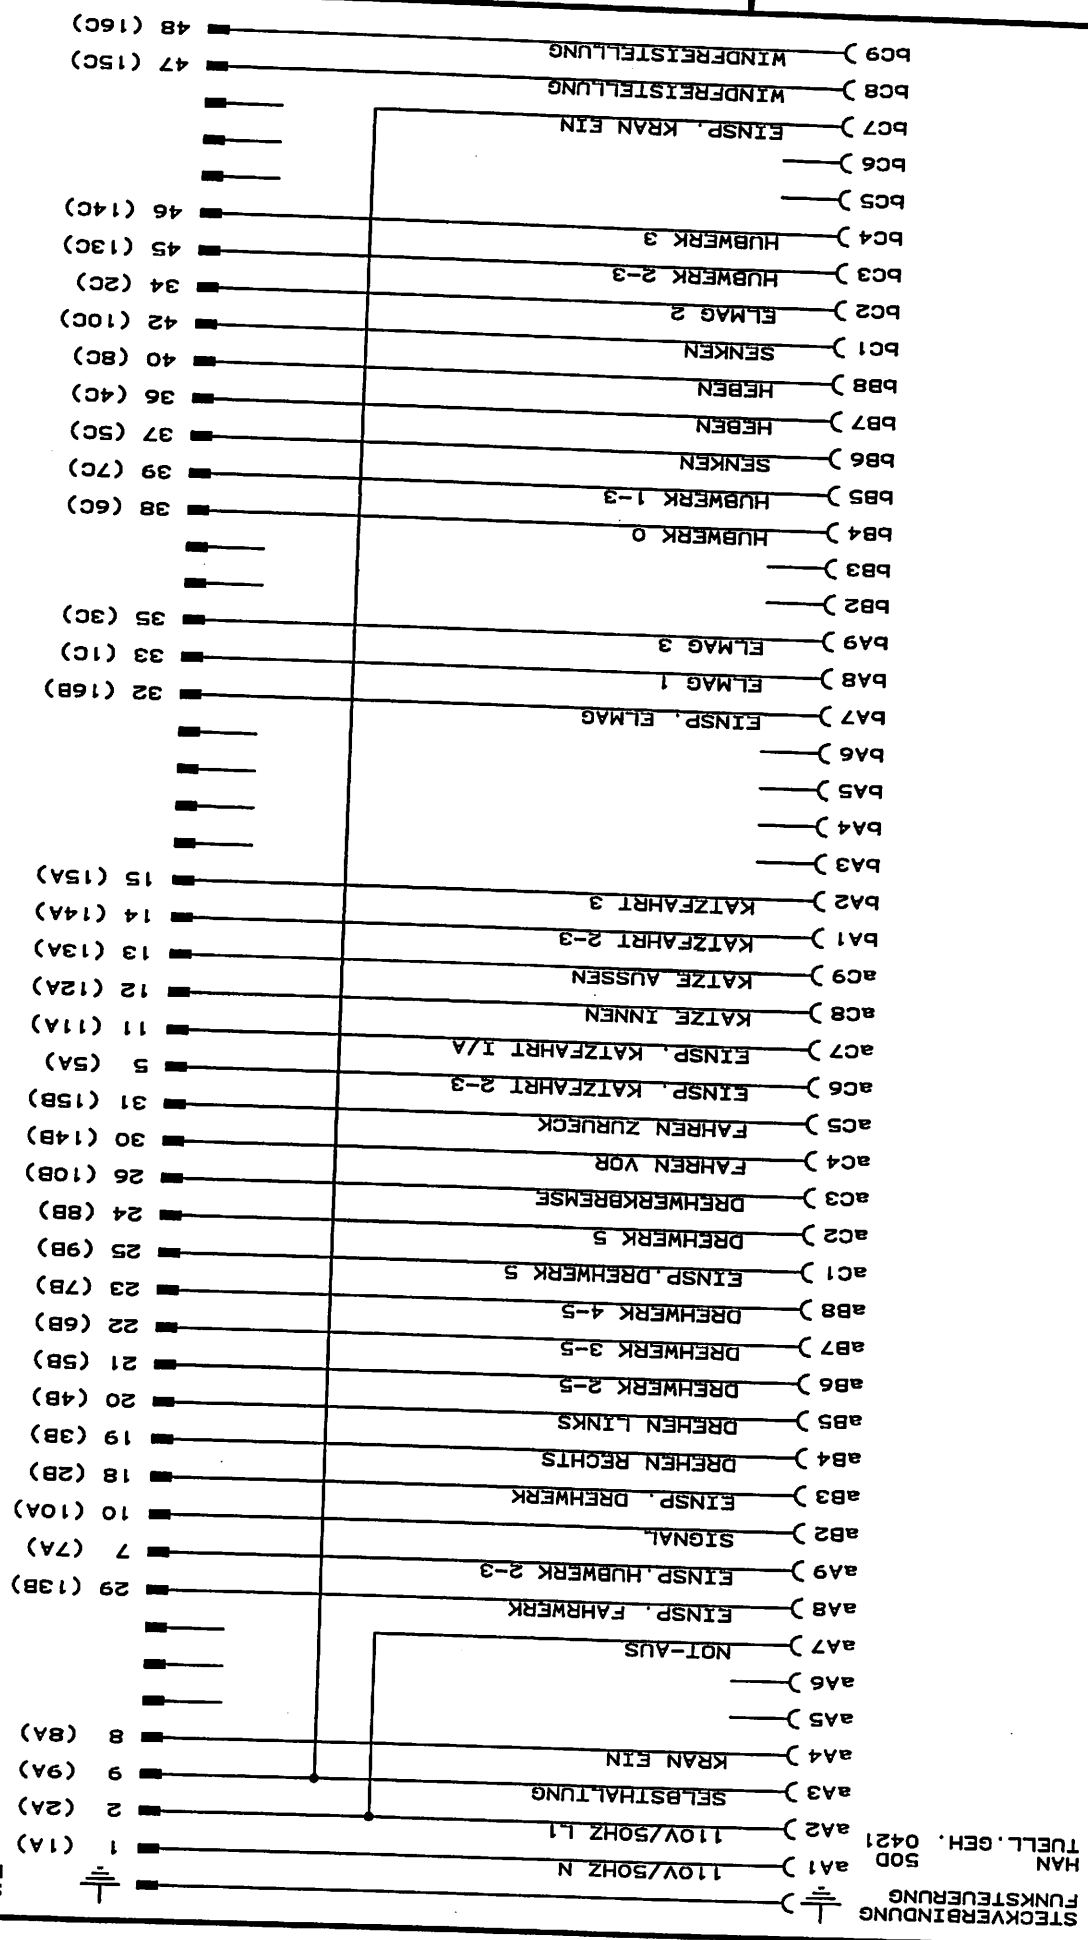 STECKVERBINDUNG
FUNKSTEUERUNG
HAN 50D
TUELL.GEH. 0421
aA1 110V/50HZ N 1 (1A)
aA2 110V/50HZ L1 2 (2A)
aA3 SELBSTHALTUNG 9 (9A)
aA4 KRAN EIN 8 (8A)
aA5
aA6
aA7 NOT-AUS
aA8 EINSP. FAHRWERK 29 (13B)
aA9 EINSP.HUBWERK 2-3 7 (7A)
aB2 SIGNAL 10 (10A)
aB3 EINSP. DREHWERK 18 (2B)
aB4 DREHEN RECHTS 19 (3B)
aB5 DREHEN LINKS 20 (4B)
aB6 DREHWERK 2-5 21 (5B)
aB7 DREHWERK 3-5 22 (6B)
aB8 DREHWERK 4-5 23 (7B)
aC1 EINSP.DREHWERK 5 25 (9B)
aC2 DREHWERK 5 24 (8B)
aC3 DREHWERKBREMSE 26 (10B)
aC4 FAHREN VOR 30 (14B)
aC5 FAHREN ZURUECK 31 (15B)
aC6 EINSP. KATZFAHRT 2-3 5 (5A)
aC7 EINSP. KATZFAHRT I/A 11 (11A)
aC8 KATZE INNEN 12 (12A)
aC9 KATZE AUSSEN 13 (13A)
bA1 KATZFAHRT 2-3 14 (14A)
bA2 KATZFAHRT 3 15 (15A)
bA3
bA4
bA5
bA6
bA7 EINSP. ELMAG 32 (16B)
bA8 ELMAG 1 33 (1C)
bA9 ELMAG 3 35 (3C)
bB2
bB3
bB4 HUBWERK 0 38 (6C)
bB5 HUBWERK 1-3 39 (7C)
bB6 SENKEN 37 (5C)
bB7 HEBEN 36 (4C)
bB8 HEBEN 40 (8C)
bC1 SENKEN 42 (10C)
bC2 ELMAG 2 34 (2C)
bC3 HUBWERK 2-3 45 (13C)
bC4 HUBWERK 3 46 (14C)
bC5
bC6
bC7 EINSP. KRAN EIN
bC8 WINDFREISTELLUNG 47 (15C)
bC9 WINDFREISTELLUNG 48 (16C)